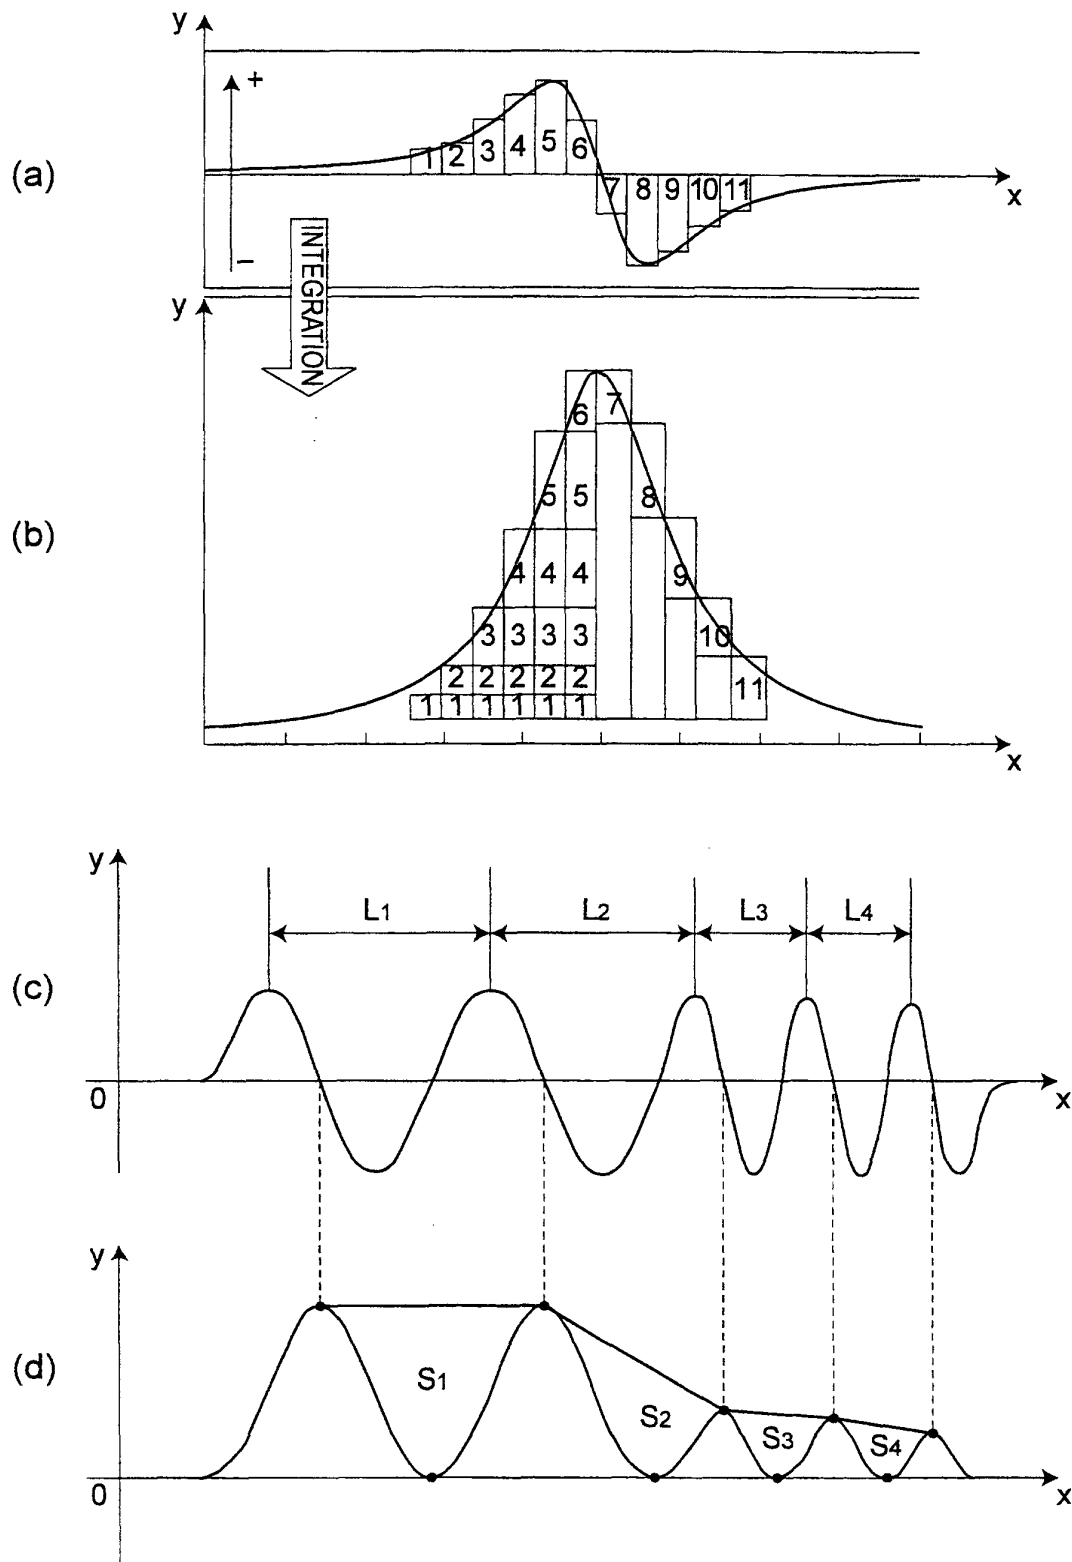 y
+
(a)
1 2 3 4 5 6
7 8 9 10 11
x
−
INTEGRATION
y
6 7
5 5 8
(b)
4 4 4 9
3 3 3 3 10
2 2 2 2 2 11
1 1 1 1 1 1
x
y
L1 L2 L3 L4
(c)
0
x
y
(d)
S1
S2
S3 S4
0
x